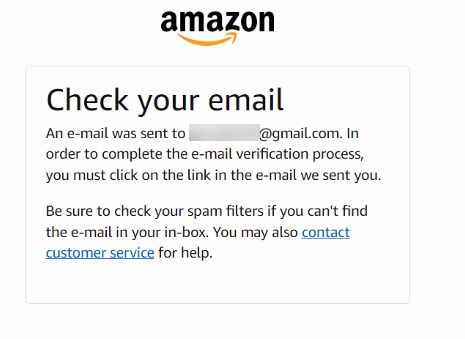 amazon
Check your email
An e-mail was sent to @gmail.com. In
order to complete the e-mail verification process,
you must click on the link in the e-mail we sent you.
Be sure to check your spam filters if you can't find
the e-mail in your in-box. You may also contact
customer service for help.